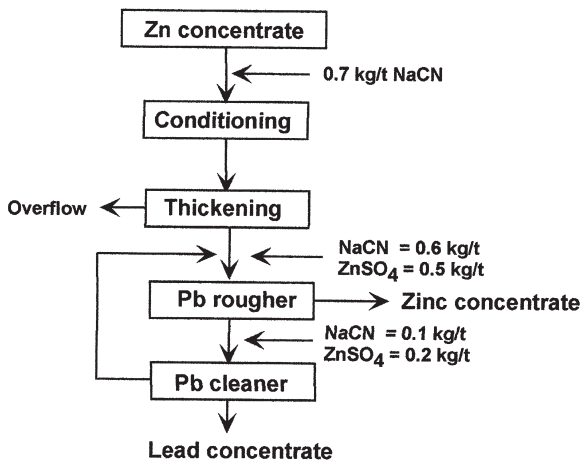 Zn concentrate
0.7 kg/t NaCN
Conditioning
Overflow
Thickening
NaCN = 0.6 kg/t
ZnSO4 = 0.5 kg/t
Pb rougher
Zinc concentrate
NaCN = 0.1 kg/t
ZnSO4 = 0.2 kg/t
Pb cleaner
Lead concentrate